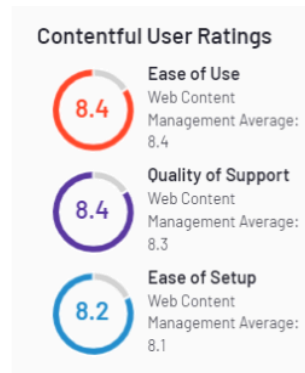 Contentful User Ratings
8.4
Ease of Use
Web Content
Management Average:
8.4
8.4
Quality of Support
Web Content
Management Average:
8.3
8.2
Ease of Setup
Web Content
Management Average:
8.1